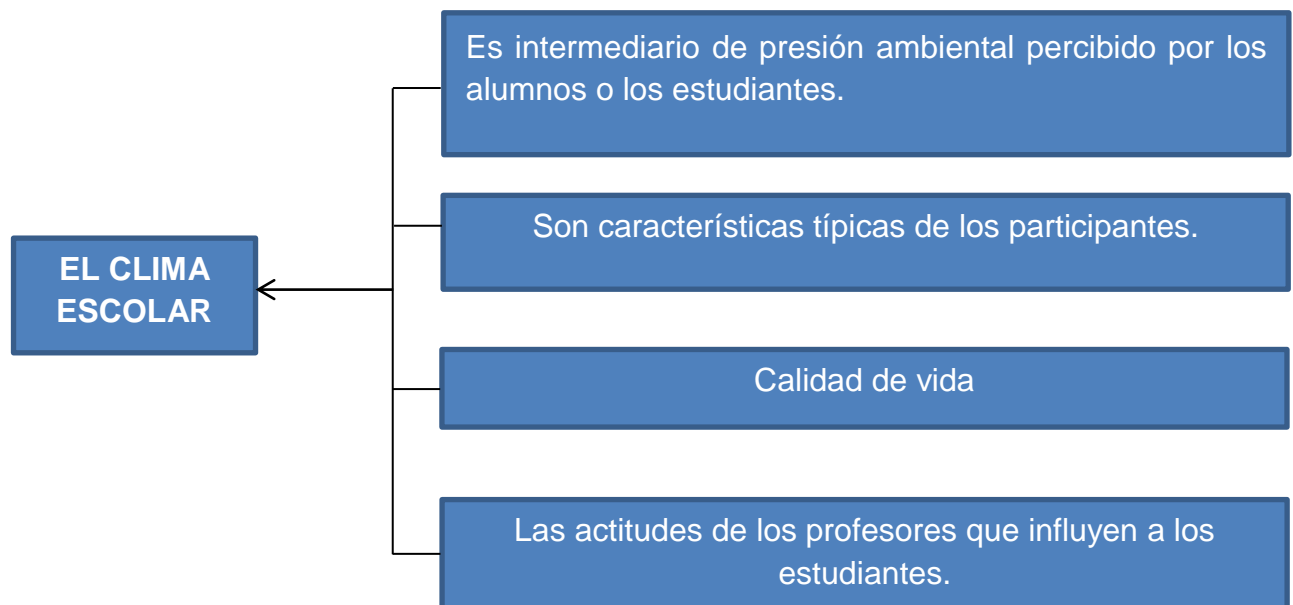 Es intermediario de presión ambiental percibido por los
alumnos o los estudiantes.
Son características típicas de los participantes.
EL CLIMA
ESCOLAR
Calidad de vida
Las actitudes de los profesores que influyen a los
estudiantes.